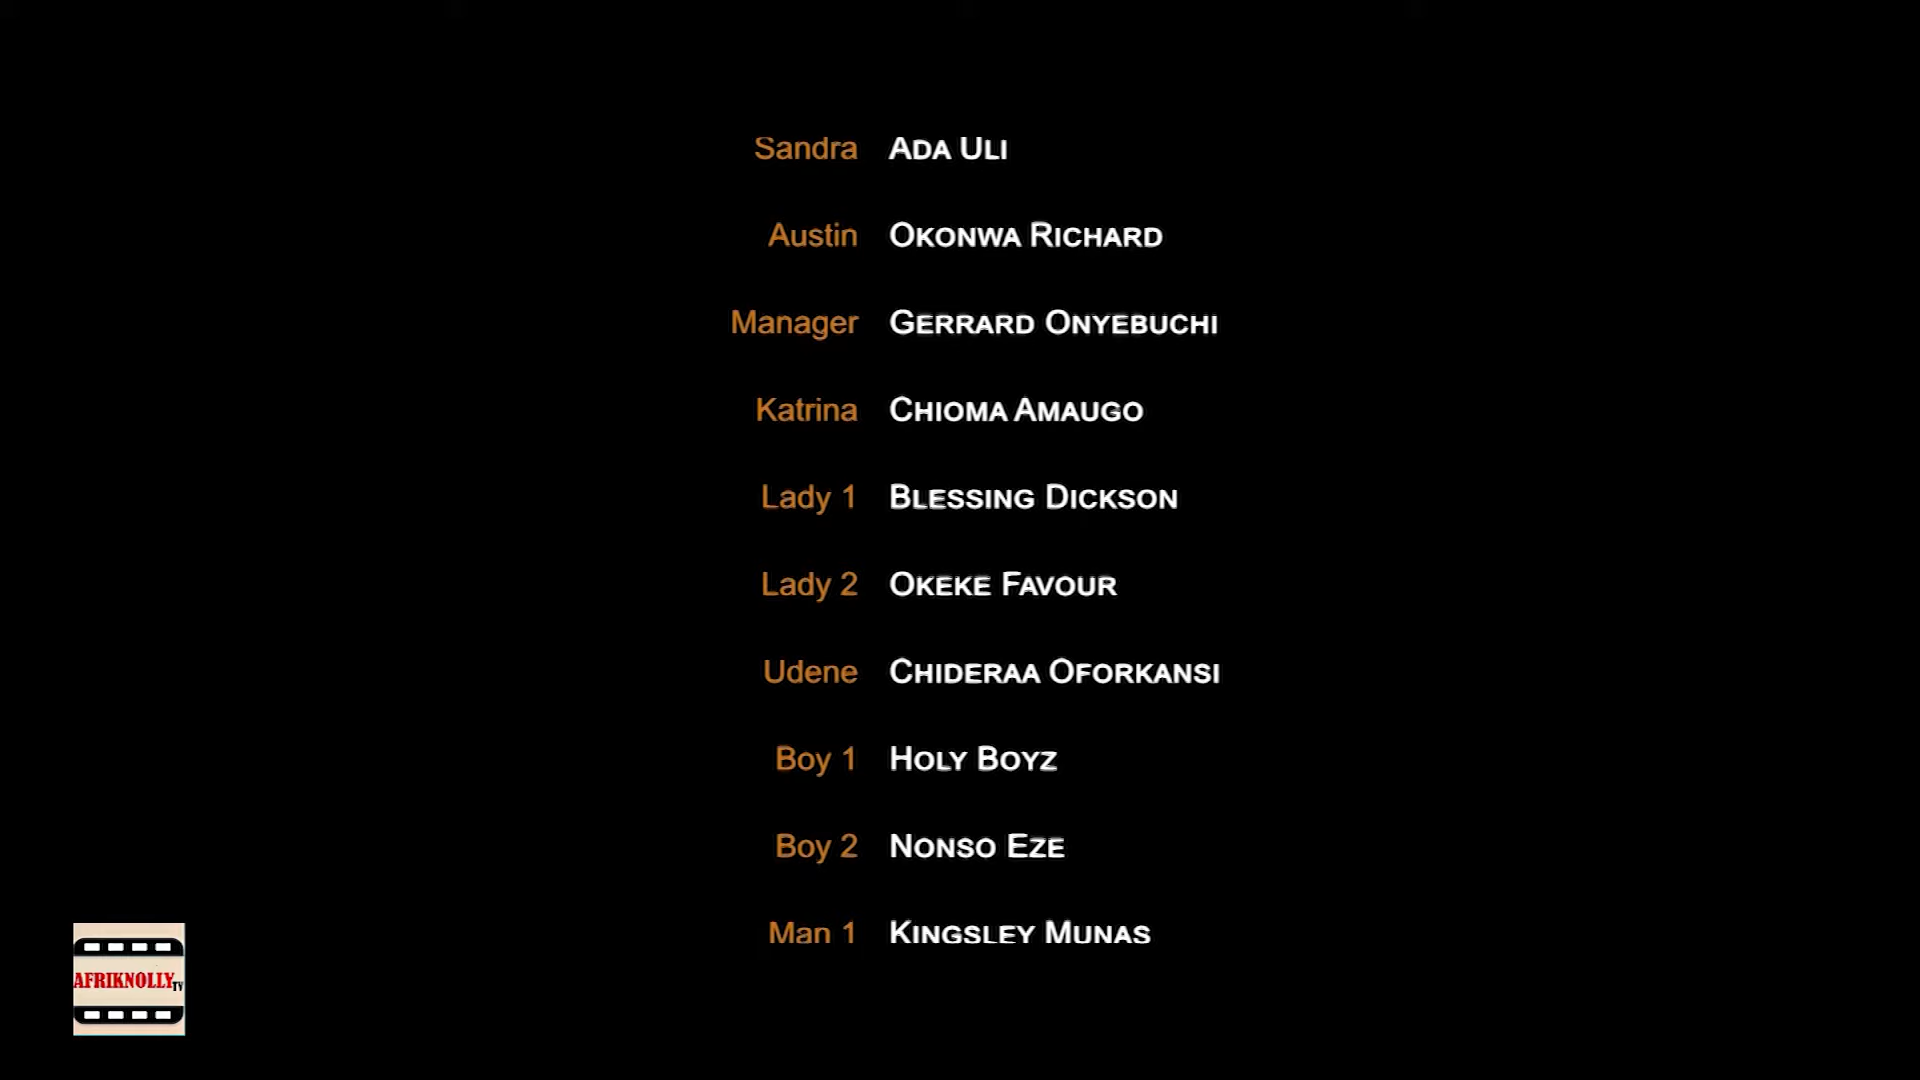 Sandra ADA ULI
Austin OKONWA RICHARD
Manager GERRARD ONYEBUCHI
Katrina CHIOMA AMAUGO
Lady 1 BLESSING DICKSON
Lady 2 OKEKE FAVOUR
Udene CHIDERAA OFORKANSI
Boy 1 HOLY BOYZ
Boy 2 NONSO EZE
Man 1 KINGSLEY MUNAS
AFRIKNOLLY TV